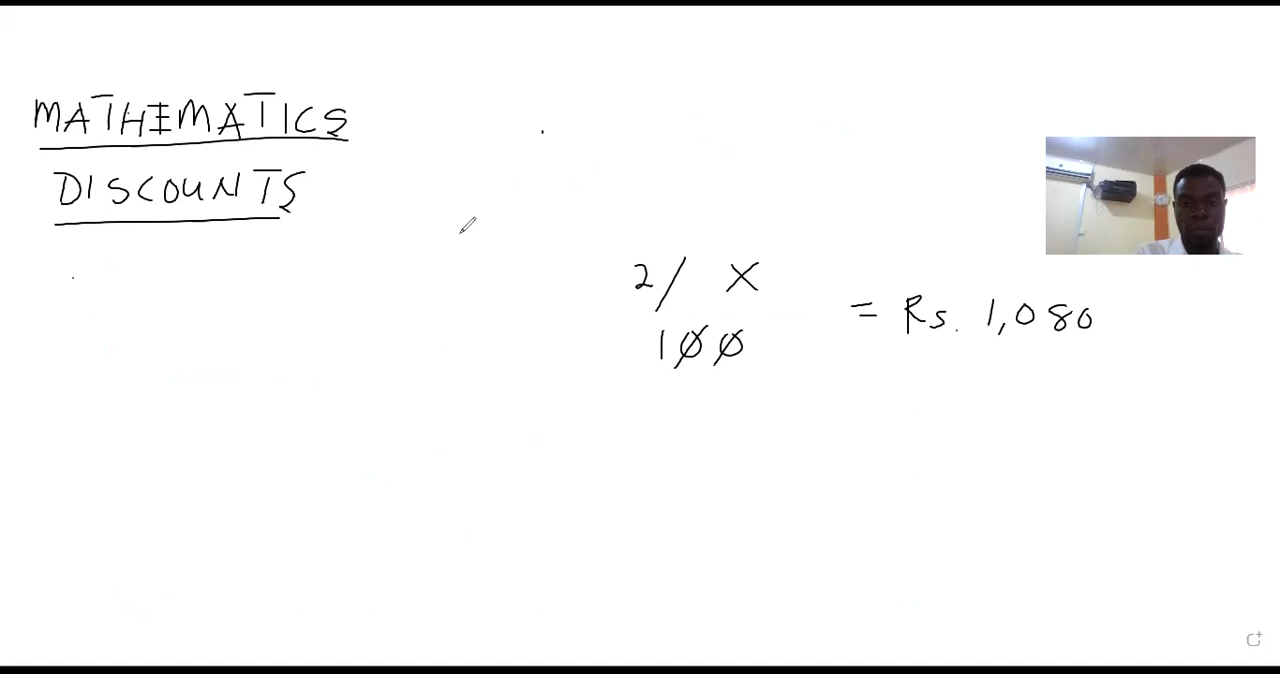 MATHEMATICS
DISCOUNTS
2/ X
= Rs. 1,080
100